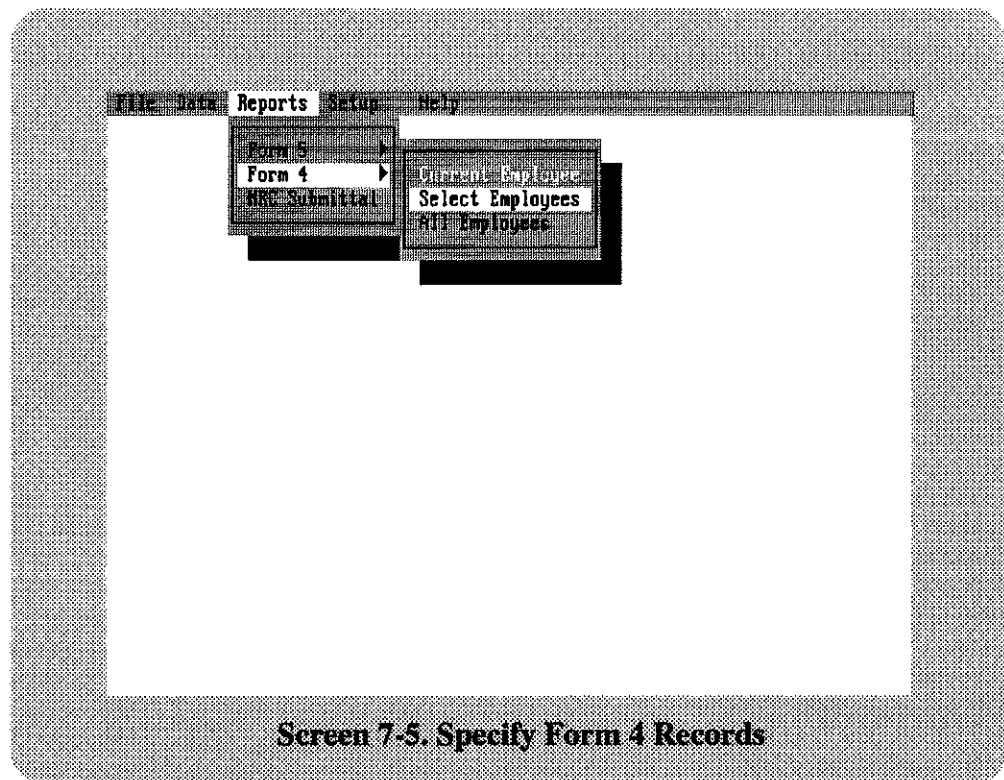 File Data Reports Setup Help
Form 5
Form 4
NRC Submittal
Current Employee
Select Employees
All Employees
Screen 7-5. Specify Form 4 Records